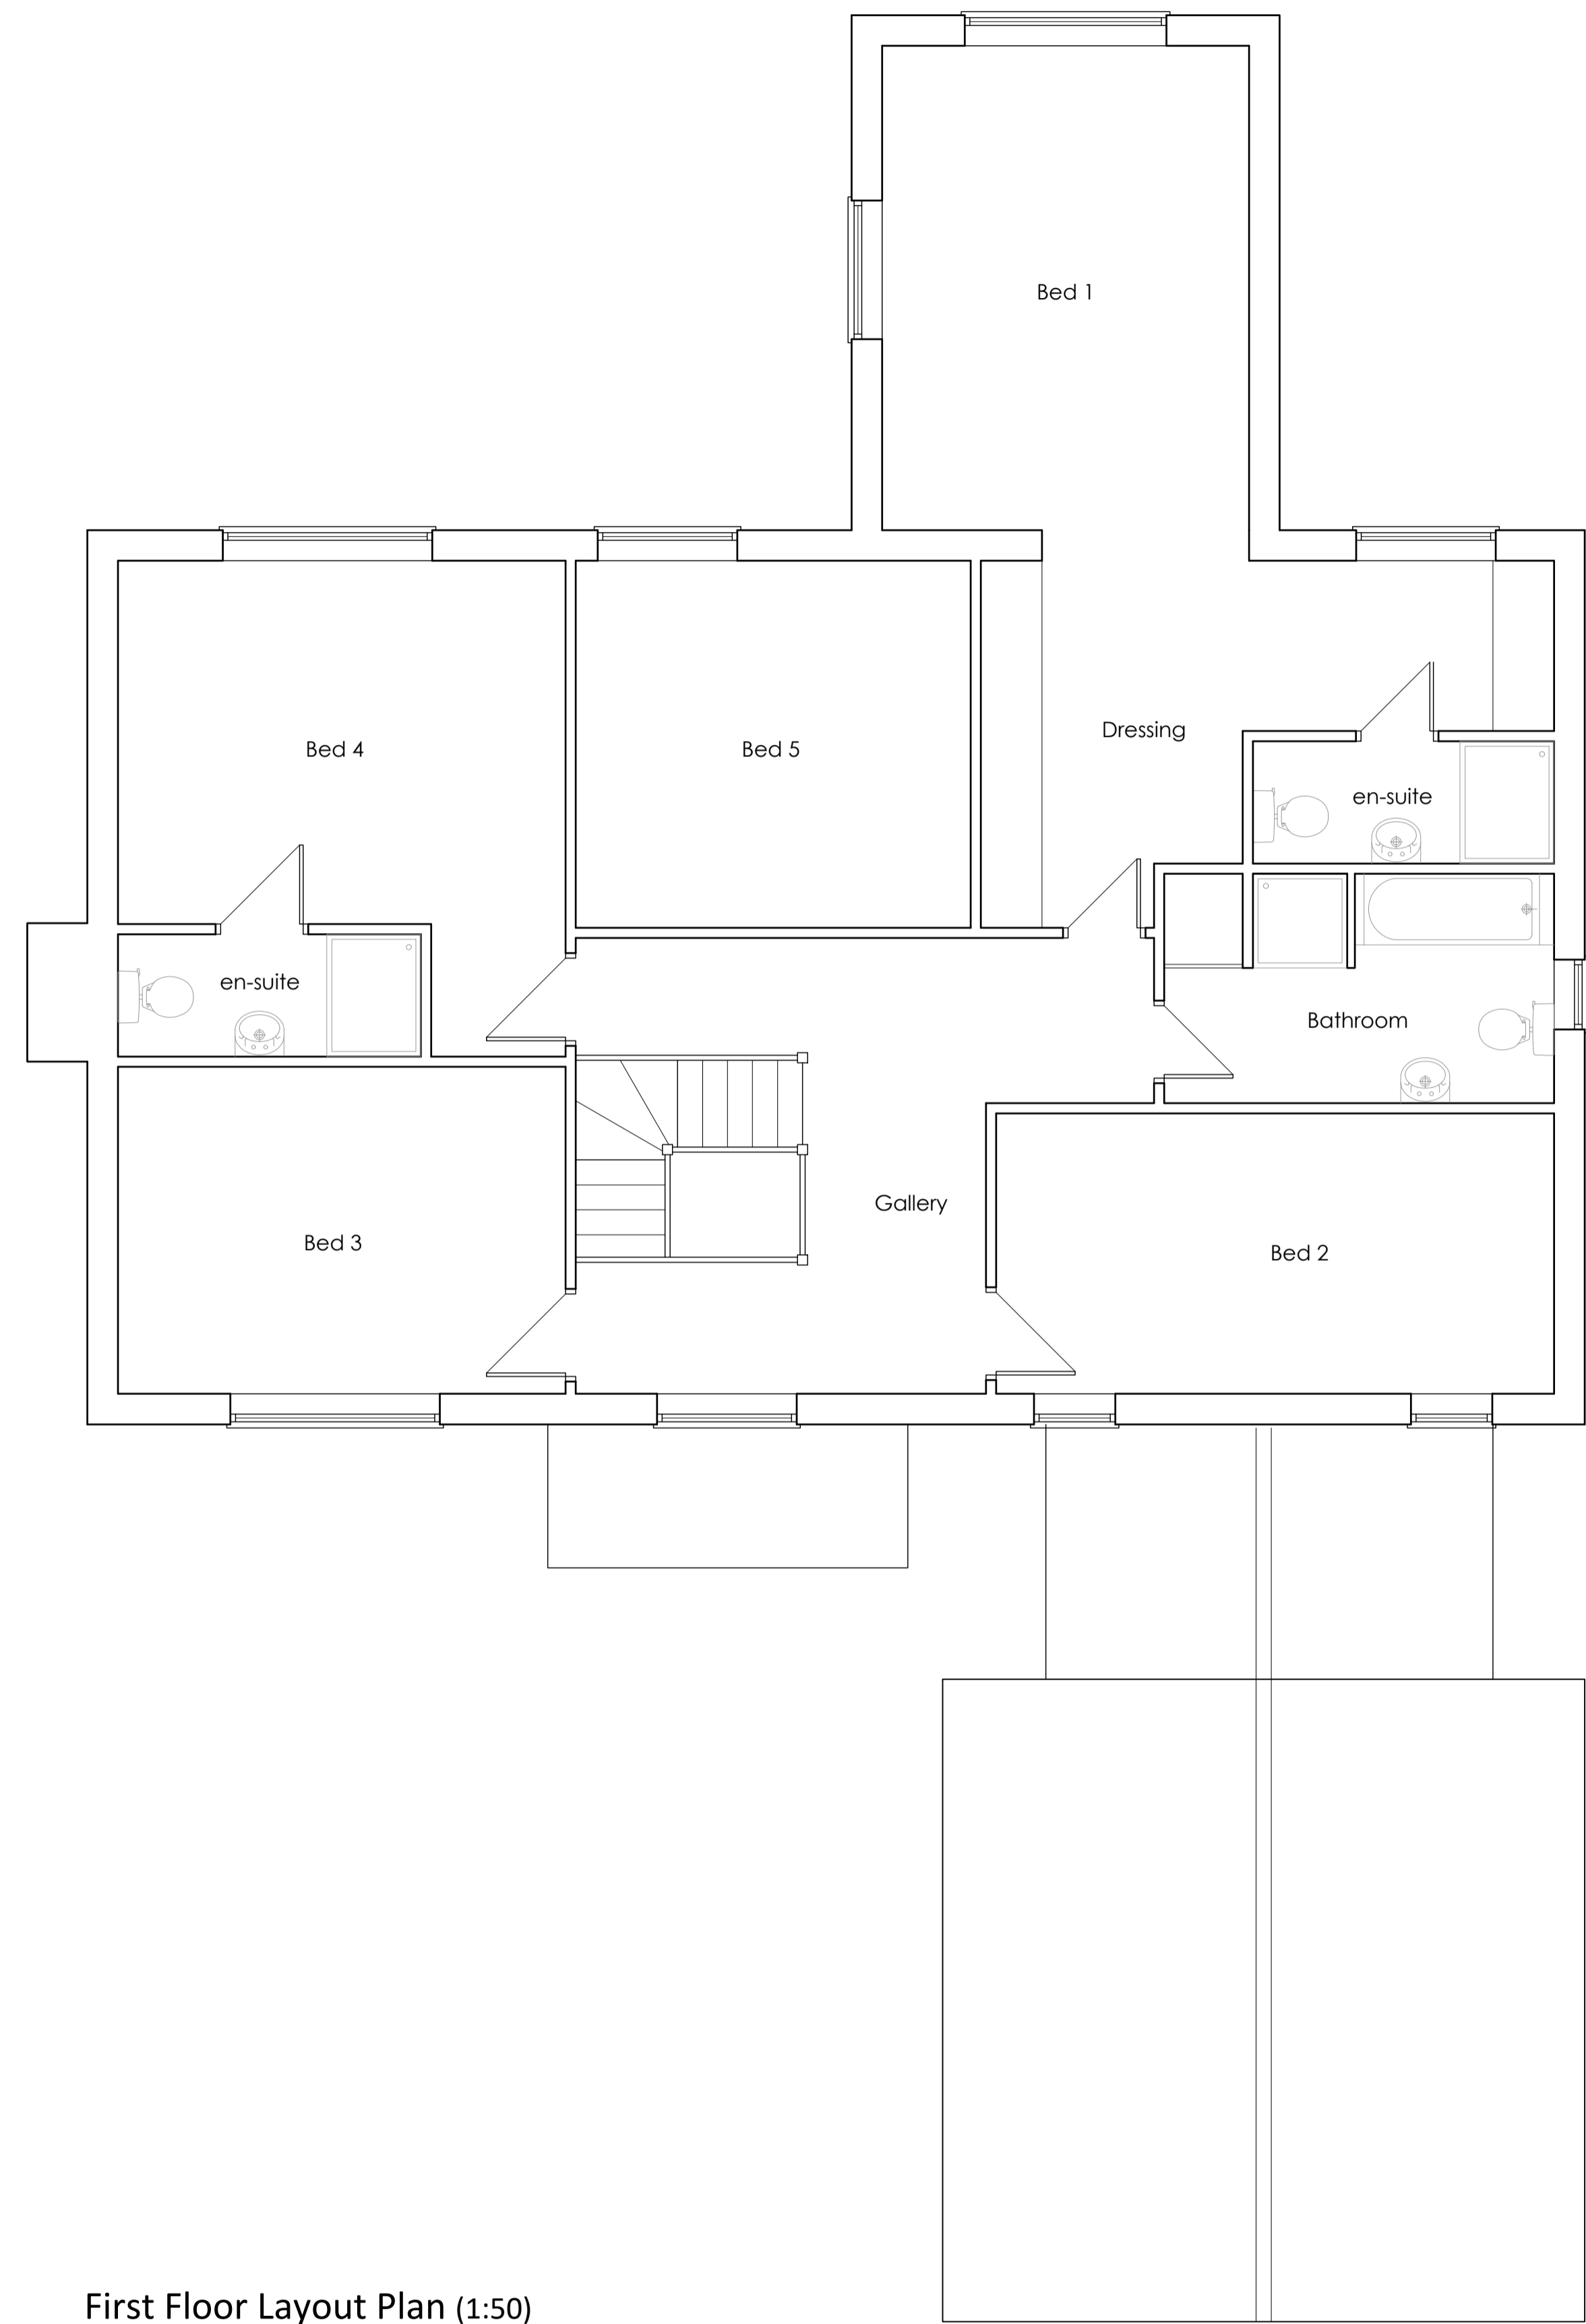 Bed 1
Dressing
Bed 4
Bed 5
en-suite
en-suite
Bathroom
Gallery
Bed 3
Bed 2
First Floor Layout Plan (1:50)